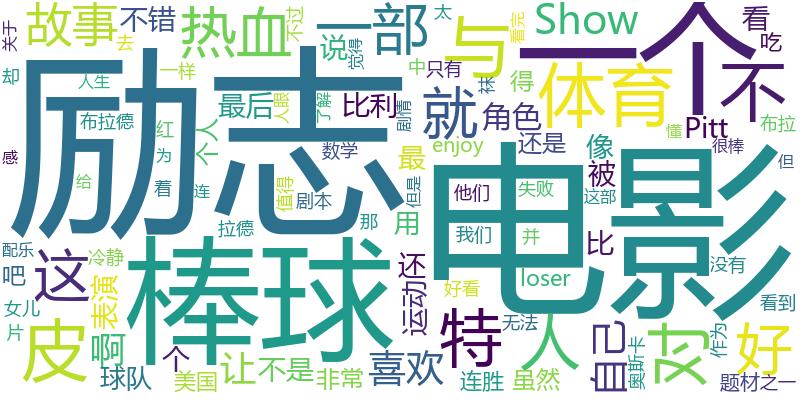 励志
电影
棒球
一个
热血
故事
不错
一部
与
Show
不
看
吃
太
去
关于
却
人生
一样
不过
说
觉得
看完
中
只有
袜
得
体育
就
角色
Pitt
最后
比利
剧情
了解
人眼
红
为
个人
布拉德
感
给
着
连
数学
值得
剧本
拉德
那
但是
用
最
enjoy
还是
像
被
他们
失败
这部
懂
布拉
很棒
但
我们
并
比
没有
loser
好看
看到
无法
配乐
冷静
吧
这
女儿
片
皮
表演
哥
个
球队
美国
让
不是
非常
喜欢
还
运动
特
人
连胜
虽然
自己
奥斯卡
对
作为
好
题材之一